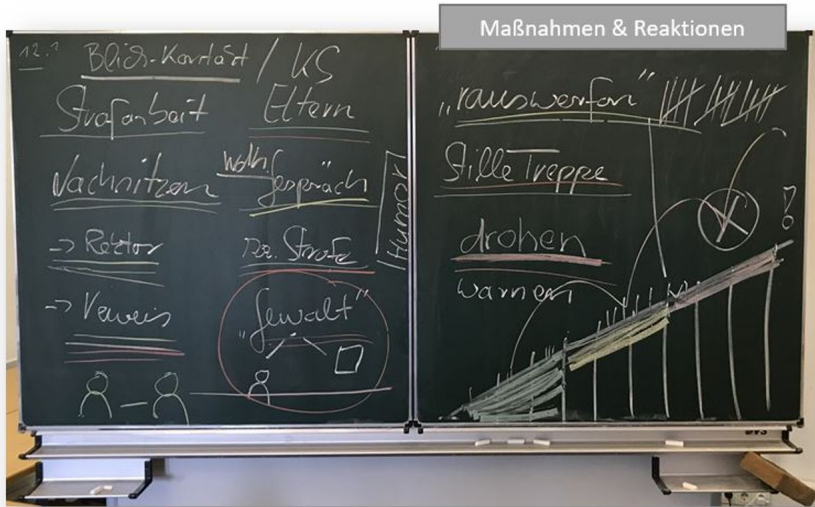 Maßnahmen & Reaktionen
12.1
Blick-Kontakt / KS
Strafarbeit Eltern
Nachsitzen Gespräch
Humor
-> Rektor Strafe
-> Verweis „Gewalt"
„rauswerfen"
Stille Treppe
drohen
warnen
!